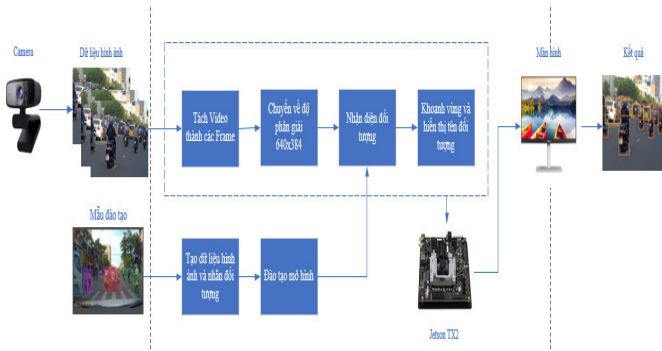 Camera
Dữ liệu hình ảnh
Màn hình
Kết quả
Tách Video
thành các Frame
Chuyển về độ
phân giải
640x384
Nhận diện đối
tượng
Khoanh vùng và
hiển thị tên đối
tượng
Mẫu đào tạo
Tạo dữ liệu hình
ảnh và nhãn đối
tượng
Đào tạo mô hình
Jetson TX2